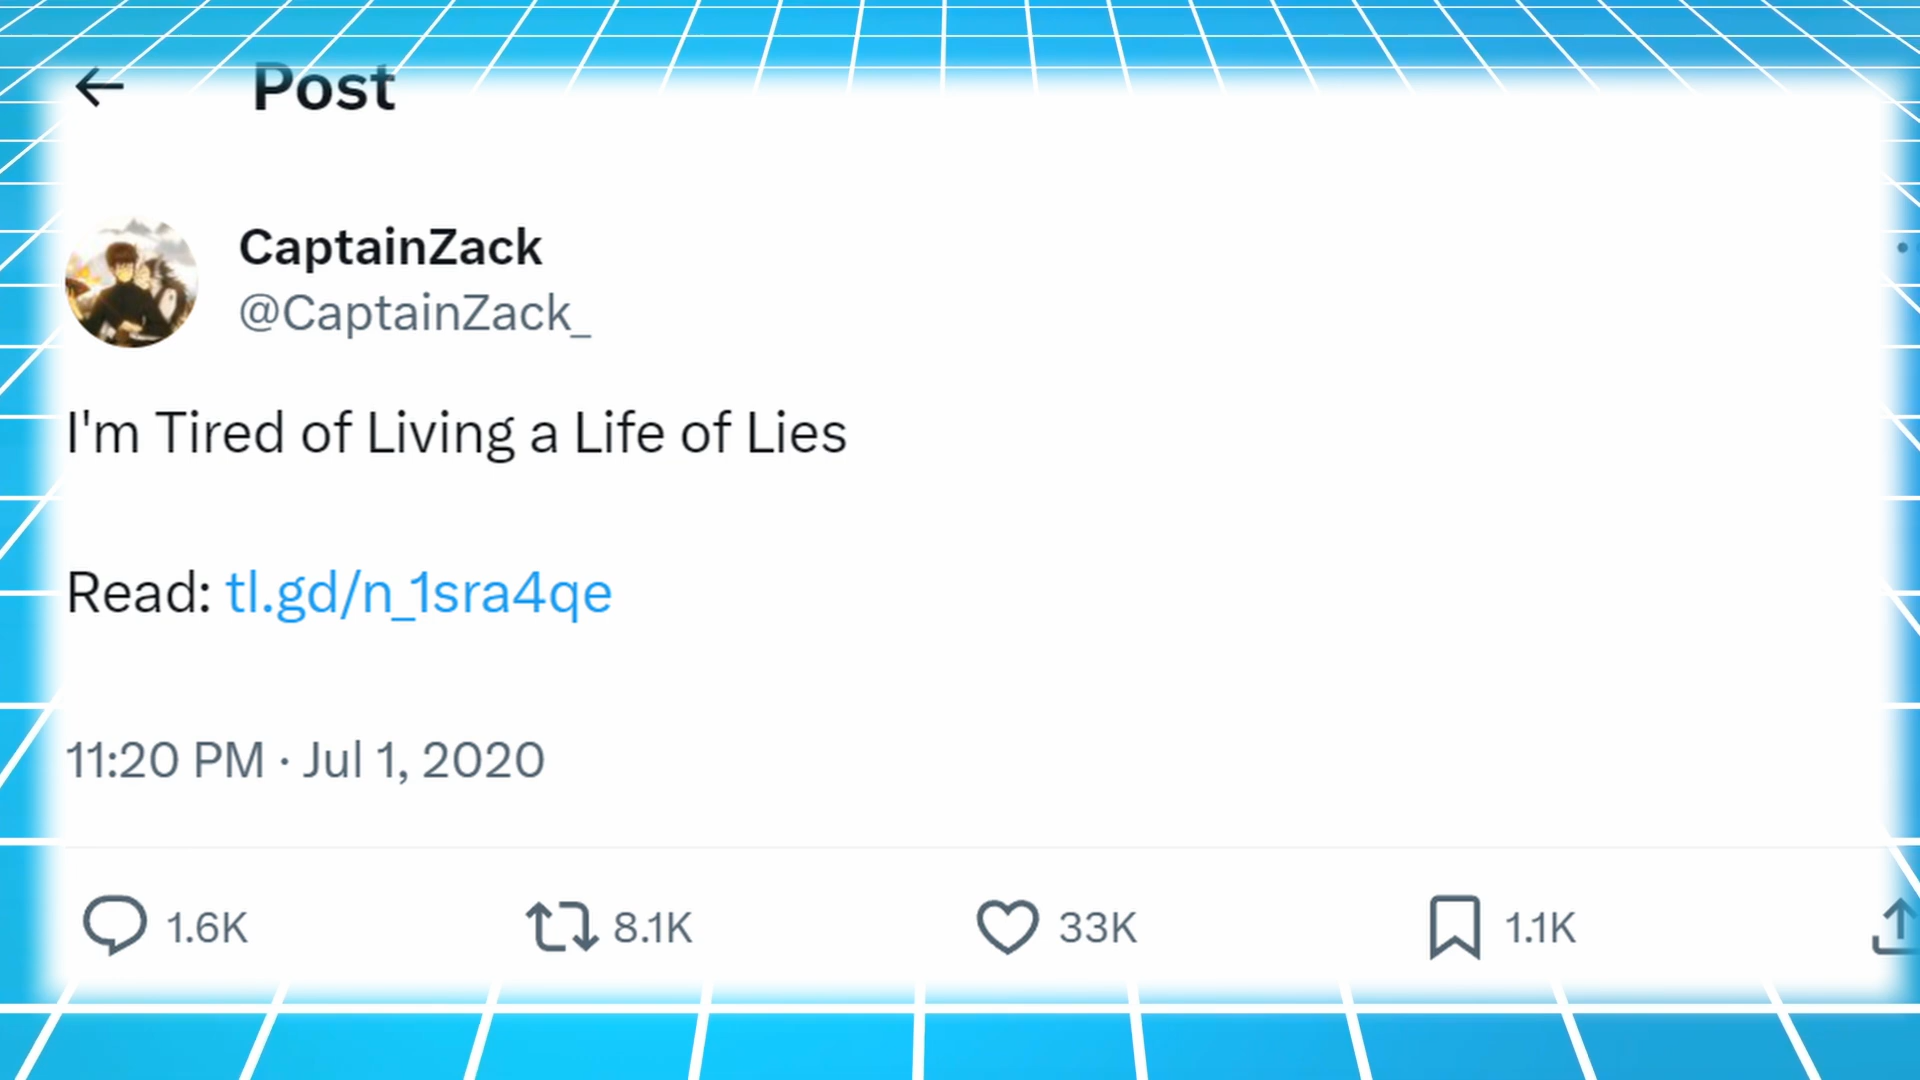 Post
CaptainZack
@CaptainZack_
I'm Tired of Living a Life of Lies
Read: tl.gd/n_1sra4qe
11:20 PM · Jul 1, 2020
1.6K 8.1K 33K 1.1K